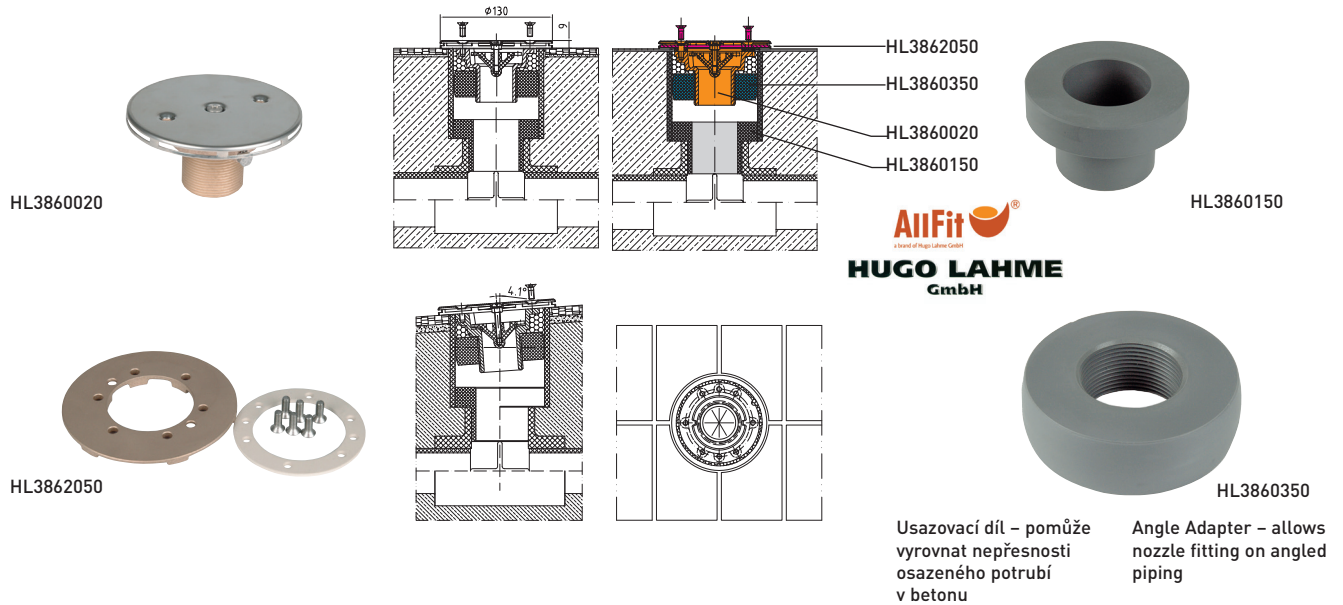 HL3860020
ø130
9
HL3862050
HL3860350
HL3860020
HL3860150
HL3860150
AllFit®
a brand of Hugo Lahme GmbH
HUGO LAHME
GmbH
HL3862050
4.1°
HL3860350
Usazovací díl – pomůže
vyrovnat nepřesnosti
osazeného potrubí
v betonu
Angle Adapter – allows
nozzle fitting on angled
piping